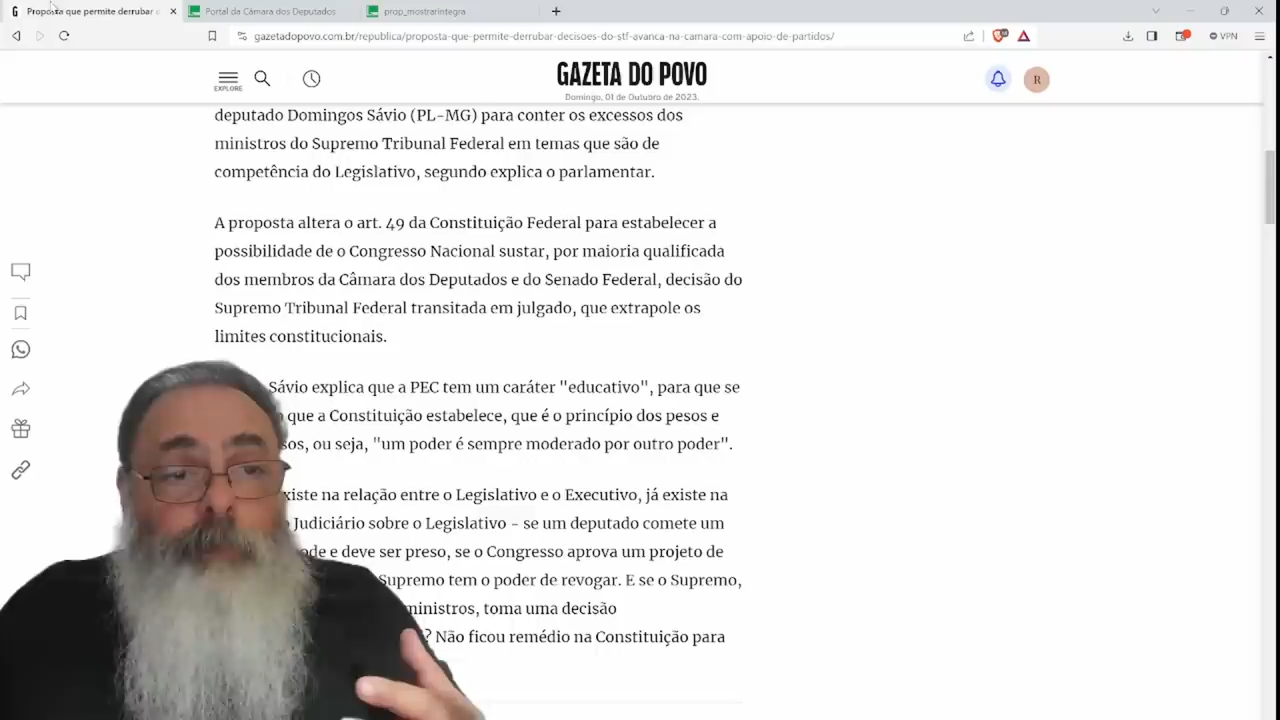 Proposta que permite derrubar d
Portal da Câmara dos Deputados
prop_mostrarintegra
gazetadopovo.com.br/republica/proposta-que-permite-derrubar-decisoes-do-stf-avanca-na-camara-com-apoio-de-partidos/
VPN
EXPLORE
GAZETA DO POVO
Domingo, 01 de Outubro de 2023.
R
deputado Domingos Sávio (PL-MG) para conter os excessos dos
ministros do Supremo Tribunal Federal em temas que são de
competência do Legislativo, segundo explica o parlamentar.
A proposta altera o art. 49 da Constituição Federal para estabelecer a
possibilidade de o Congresso Nacional sustar, por maioria qualificada
dos membros da Câmara dos Deputados e do Senado Federal, decisão do
Supremo Tribunal Federal transitada em julgado, que extrapole os
limites constitucionais.
Sávio explica que a PEC tem um caráter "educativo", para que se
que a Constituição estabelece, que é o princípio dos pesos e
ou seja, "um poder é sempre moderado por outro poder".
na relação entre o Legislativo e o Executivo, já existe na
Judiciário sobre o Legislativo – se um deputado comete um
e deve ser preso, se o Congresso aprova um projeto de
Supremo tem o poder de revogar. E se o Supremo,
ministros, toma uma decisão
? Não ficou remédio na Constituição para